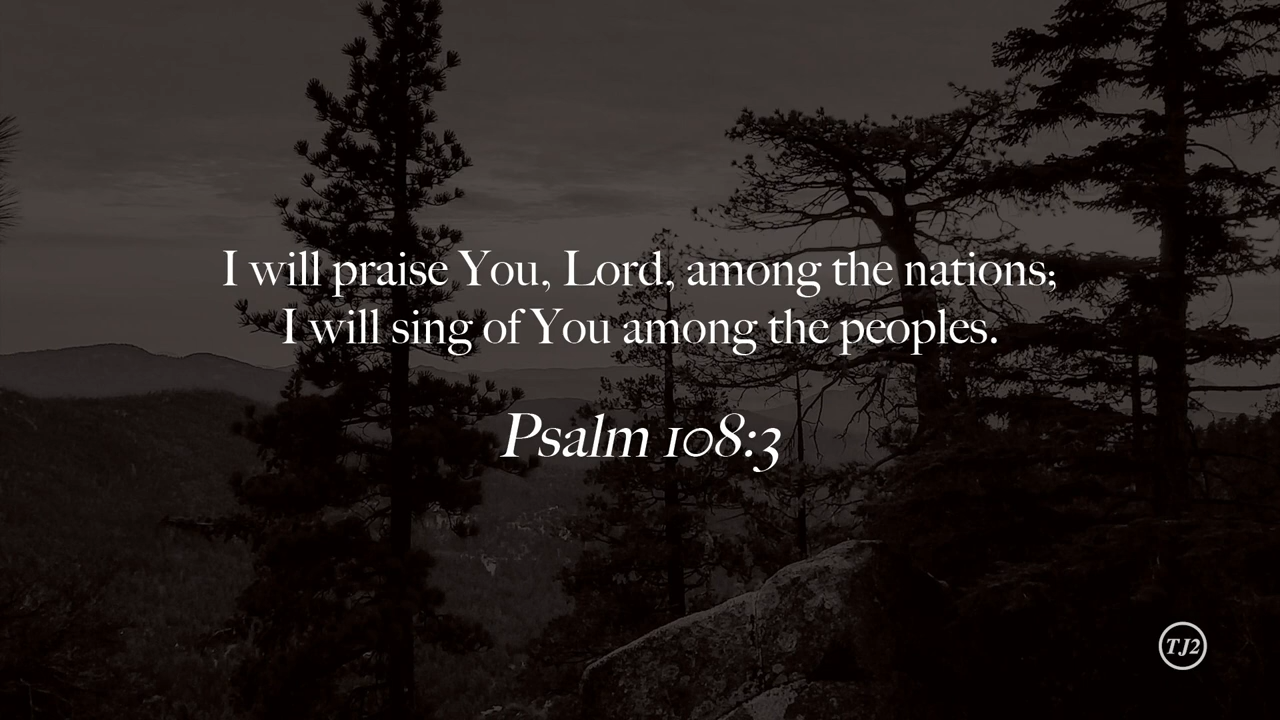 I will praise You, Lord, among the nations;
I will sing of You among the peoples.
Psalm 108:3
TJ2